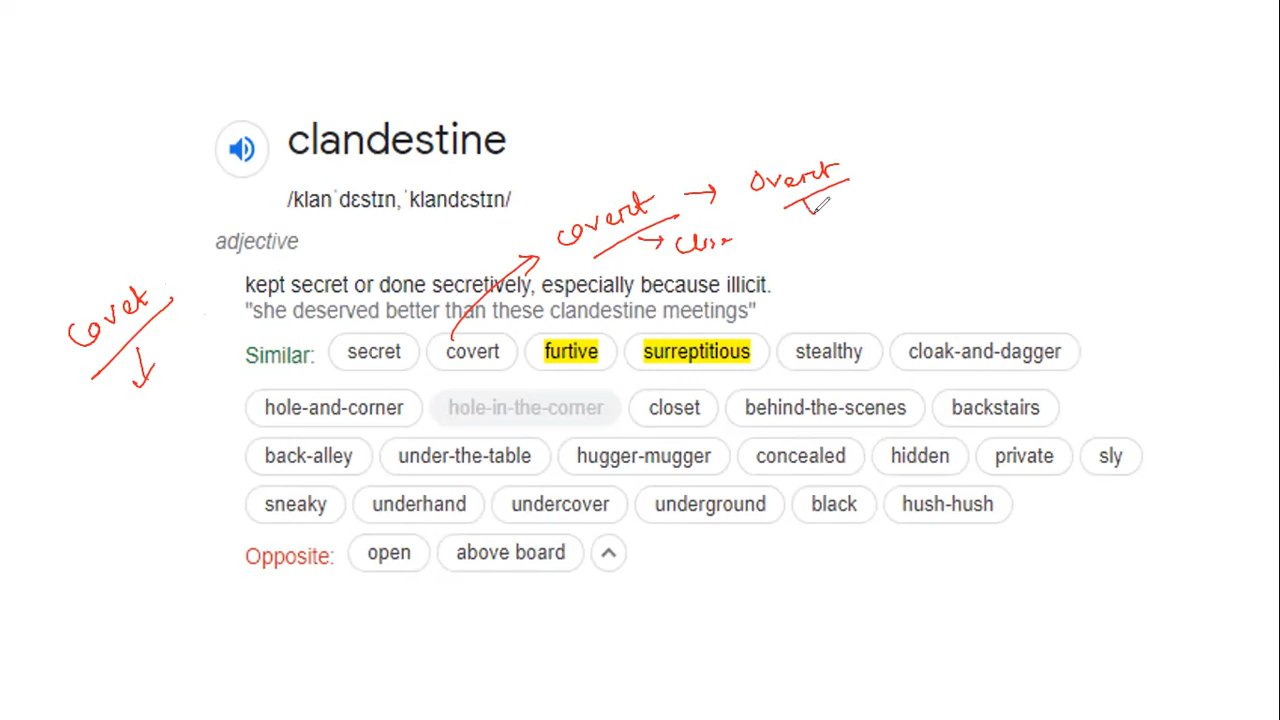 clandestine
overt
/klanˈdɛstɪn,ˈklandɛstɪn/
covert
close
adjective
kept secret or done secretively, especially because illicit.
covet
"she deserved better than these clandestine meetings"
Similar: secret covert furtive surreptitious stealthy cloak-and-dagger
hole-and-corner hole-in-the-corner closet behind-the-scenes backstairs
back-alley under-the-table hugger-mugger concealed hidden private sly
sneaky underhand undercover underground black hush-hush
Opposite: open above board